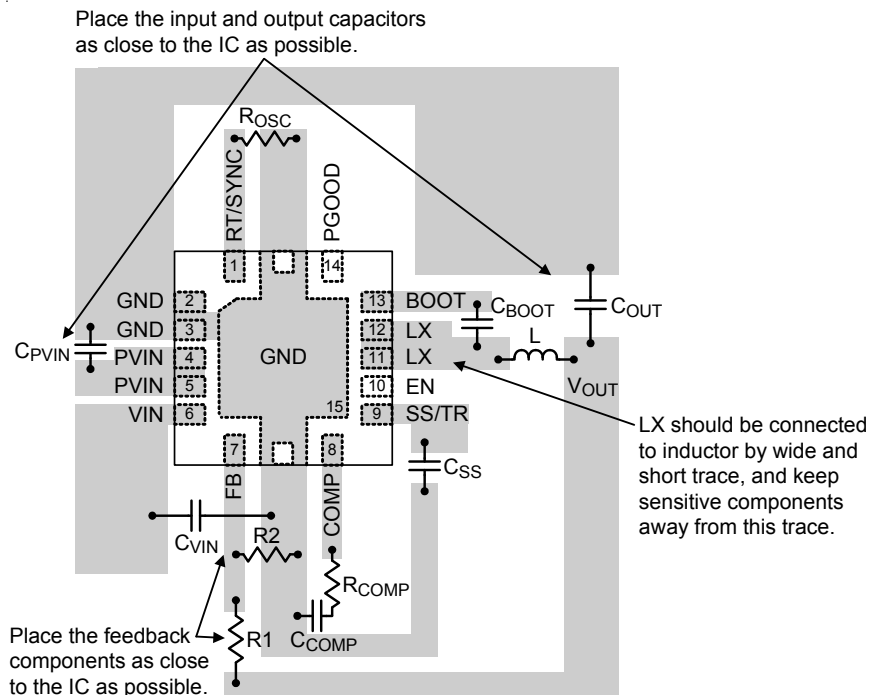 Place the input and output capacitors
as close to the IC as possible.
ROSC
RT/SYNC
PGOOD
1
14
GND 2
13 BOOT
CBOOT
COUT
GND 3
12 LX
L
CPVIN
PVIN 4
GND
11 LX
PVIN 5
10 EN
VOUT
VIN 6
15
9 SS/TR
LX should be connected
to inductor by wide and
short trace, and keep
sensitive components
away from this trace.
7
8
CSS
FB
COMP
CVIN
R2
RCOMP
CCOMP
R1
Place the feedback
components as close
to the IC as possible.